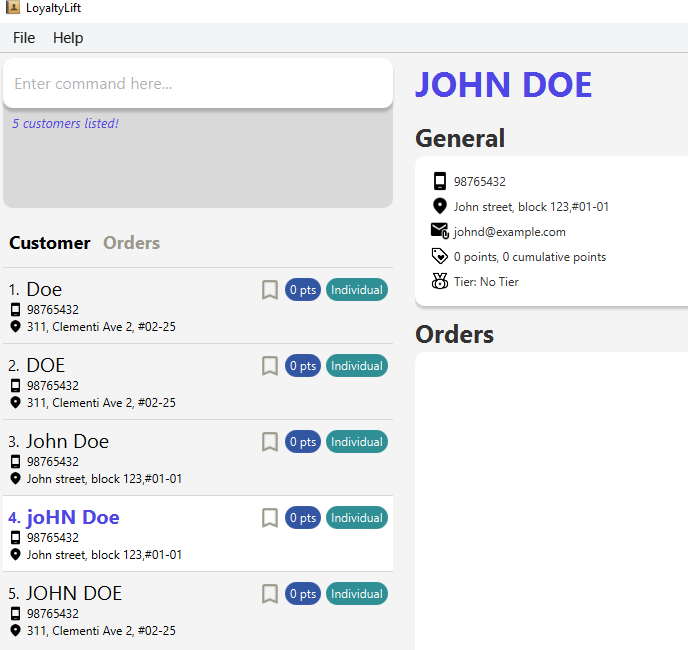 LoyaltyLift
File Help
Enter command here...
5 customers listed!
Customer Orders
1. Doe 0 pts Individual
98765432
311, Clementi Ave 2, #02-25
2. DOE 0 pts Individual
98765432
311, Clementi Ave 2, #02-25
3. John Doe 0 pts Individual
98765432
John street, block 123,#01-01
4. joHN Doe 0 pts Individual
98765432
John street, block 123,#01-01
5. JOHN DOE 0 pts Individual
98765432
311, Clementi Ave 2, #02-25
JOHN DOE
General
98765432
John street, block 123,#01-01
johnd@example.com
0 points, 0 cumulative points
Tier: No Tier
Orders